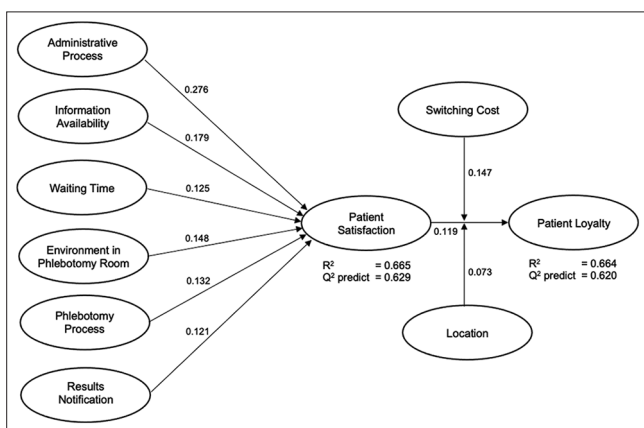 Administrative
Process
0.276
Information
Availability
0.179
Waiting Time
0.125
Environment in
Phlebotomy Room
0.148
Phlebotomy
Process
0.132
Results
Notification
0.121
Patient
Satisfaction
R² = 0.665
Q² predict = 0.629
Switching Cost
0.147
0.119
0.073
Location
Patient Loyalty
R² = 0.664
Q² predict = 0.620